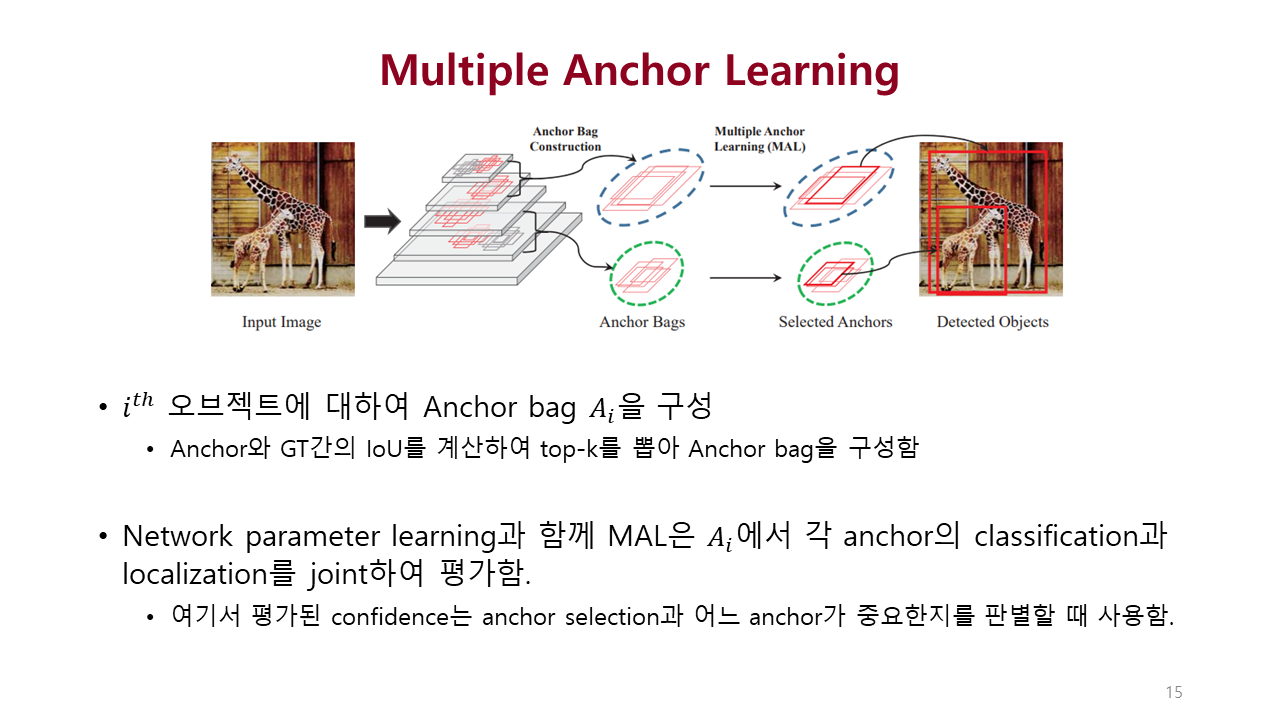 Multiple Anchor Learning
Anchor Bag
Construction
Multiple Anchor
Learning (MAL)
Input Image
Anchor Bags
Selected Anchors
Detected Objects
• 𝑖ᵗʰ 오브젝트에 대하여 Anchor bag 𝐴ᵢ을 구성
• Anchor와 GT간의 IoU를 계산하여 top-k를 뽑아 Anchor bag을 구성함
• Network parameter learning과 함께 MAL은 𝐴ᵢ에서 각 anchor의 classification과
localization를 joint하여 평가함.
• 여기서 평가된 confidence는 anchor selection과 어느 anchor가 중요한지를 판별할 때 사용함.
15